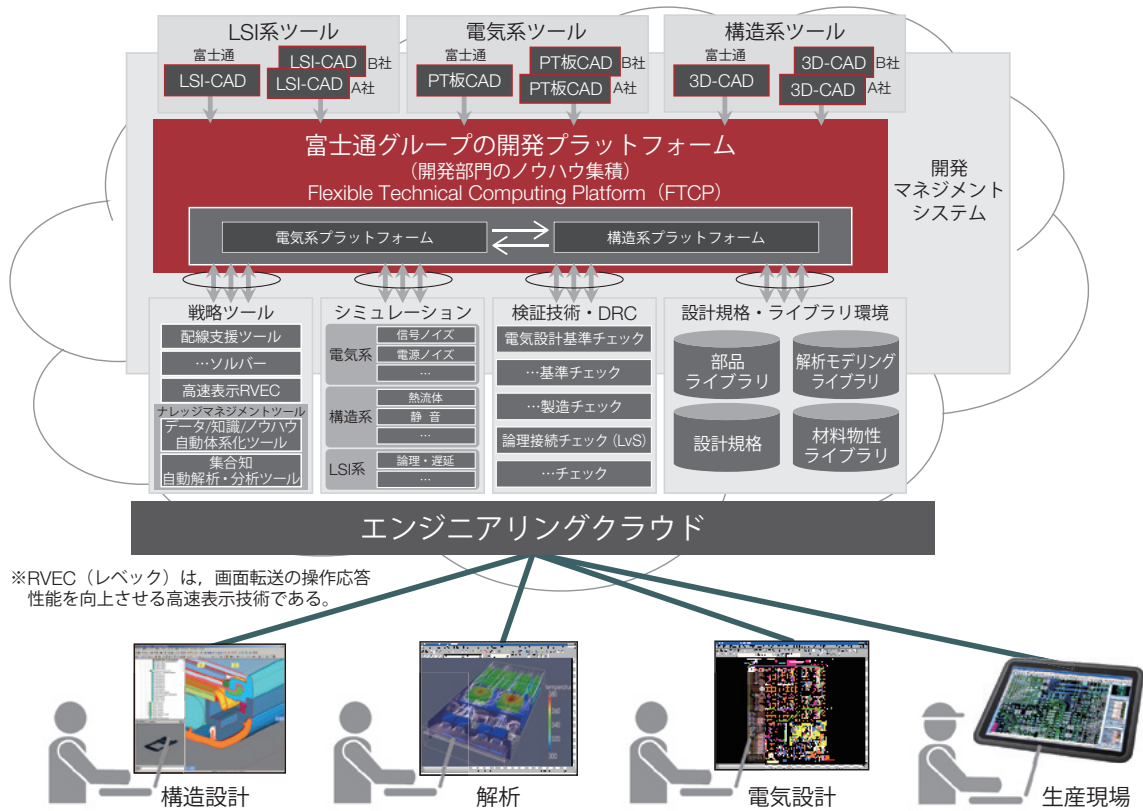 LSI系ツール
富士通
LSI-CAD
LSI-CAD
B社
LSI-CAD
A社
電気系ツール
富士通
PT板CAD
PT板CAD
B社
PT板CAD
A社
構造系ツール
富士通
3D-CAD
3D-CAD
B社
3D-CAD
A社
富士通グループの開発プラットフォーム
（開発部門のノウハウ集積）
Flexible Technical Computing Platform（FTCP）
電気系プラットフォーム
構造系プラットフォーム
開発
マネジメント
システム
戦略ツール
配線支援ツール
…ソルバー
高速表示RVEC
ナレッジマネジメントツール
データ/知識/ノウハウ
自動体系化ツール
集合知
自動解析・分析ツール
シミュレーション
電気系
信号ノイズ
電源ノイズ
…
構造系
熱流体
静 音
…
LSI系
論理・遅延
…
検証技術・DRC
電気設計基準チェック
…基準チェック
…製造チェック
論理接続チェック（LvS）
…チェック
設計規格・ライブラリ環境
部品
ライブラリ
解析モデリング
ライブラリ
設計規格
材料物性
ライブラリ
エンジニアリングクラウド
※RVEC（レベック）は，画面転送の操作応答
性能を向上させる高速表示技術である。
temperature
構造設計
解析
電気設計
生産現場